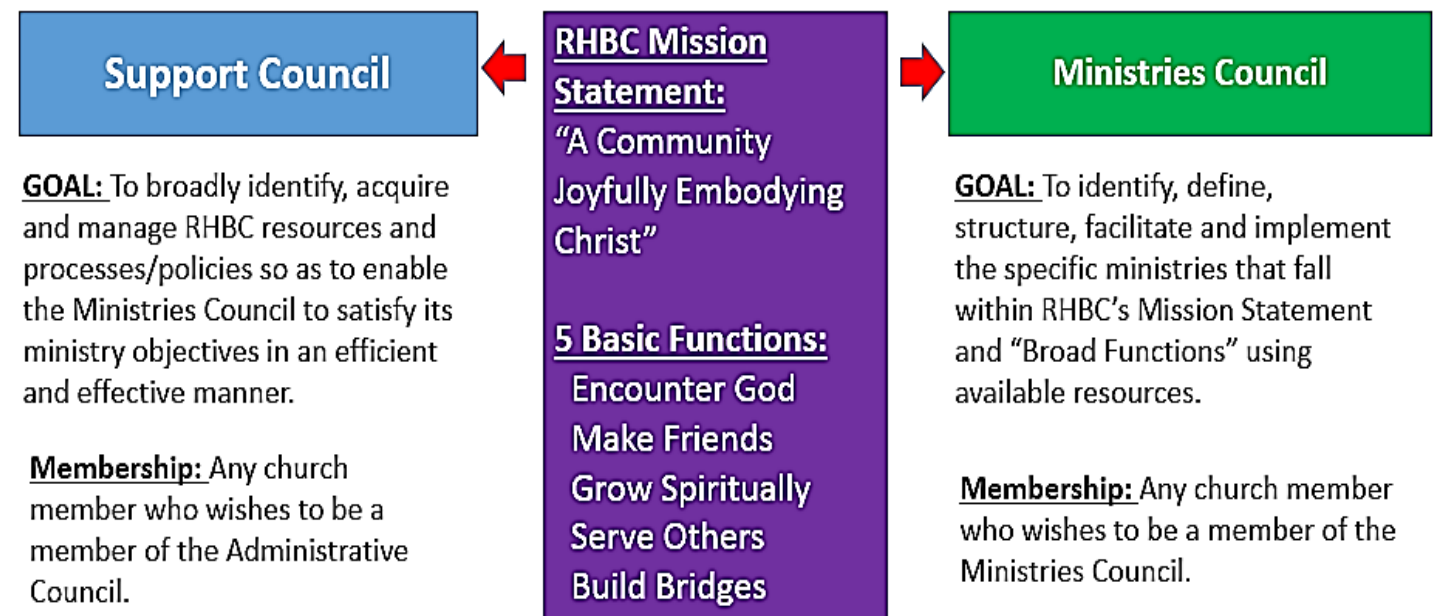 Support Council
GOAL: To broadly identify, acquire
and manage RHBC resources and
processes/policies so as to enable
the Ministries Council to satisfy its
ministry objectives in an efficient
and effective manner.
Membership: Any church
member who wishes to be a
member of the Administrative
Council.
RHBC Mission
Statement:
“A Community
Joyfully Embodying
Christ”
5 Basic Functions:
Encounter God
Make Friends
Grow Spiritually
Serve Others
Build Bridges
Ministries Council
GOAL: To identify, define,
structure, facilitate and implement
the specific ministries that fall
within RHBC’s Mission Statement
and “Broad Functions” using
available resources.
Membership: Any church member
who wishes to be a member of the
Ministries Council.